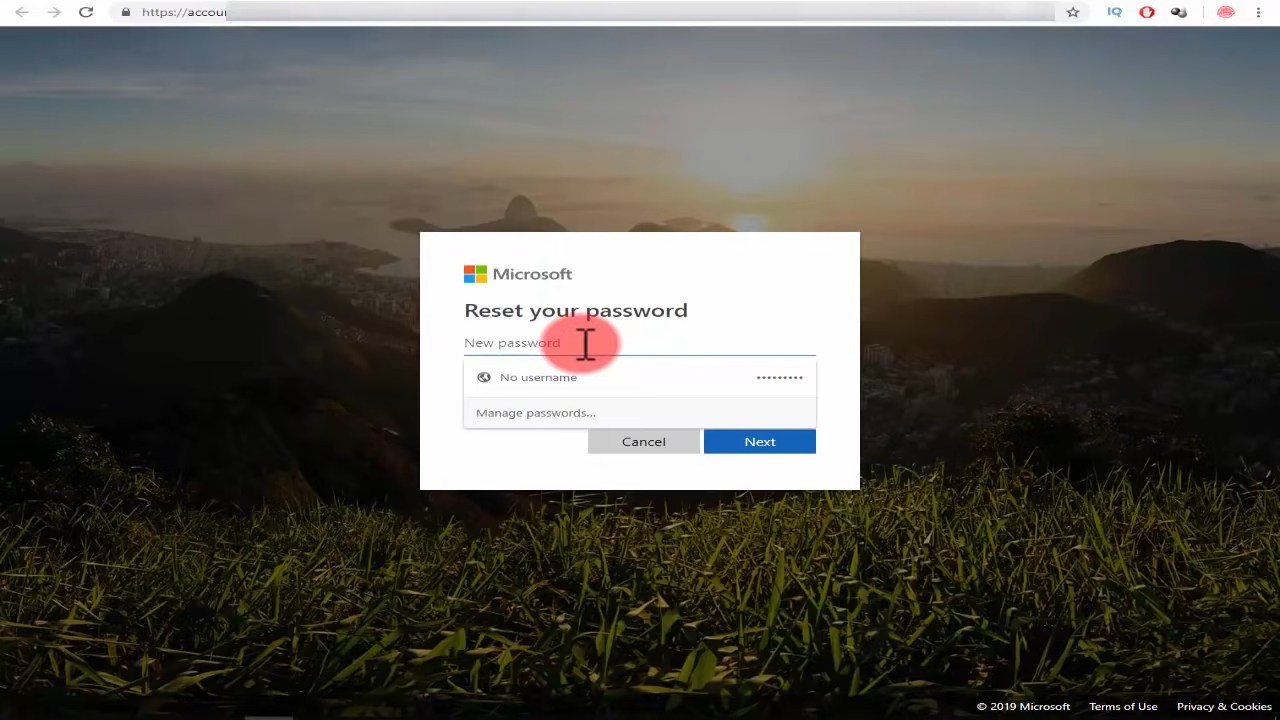 https://accou
IQ
Microsoft
Reset your password
New password
No username •••••••••
Manage passwords...
Cancel Next
© 2019 Microsoft Terms of Use Privacy & Cookies